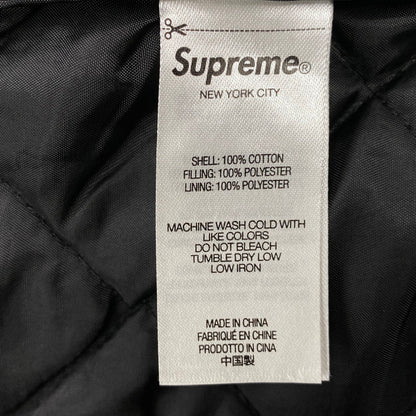 Supreme®
NEW YORK CITY
SHELL: 100% COTTON
FILLING: 100% POLYESTER
LINING: 100% POLYESTER
MACHINE WASH COLD WITH
LIKE COLORS
DO NOT BLEACH
TUMBLE DRY LOW
LOW IRON
MADE IN CHINA
FABRIQUÉ EN CHINE
PRODOTTO IN CINA
中国製